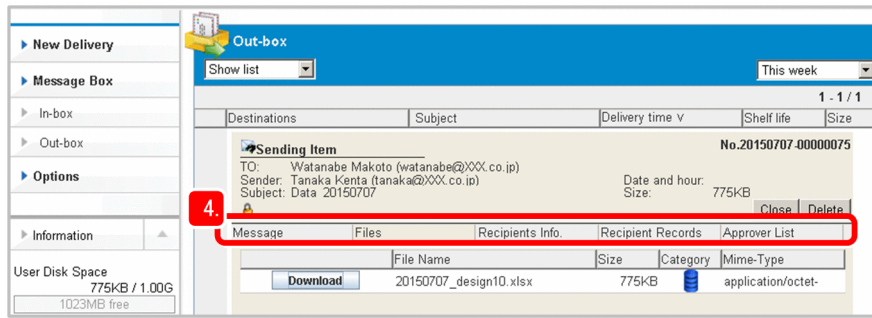 New Delivery
Message Box
In-box
Out-box
Options
Information
User Disk Space
775KB / 1.00G
1023MB free
Out-box
Show list
This week
1 - 1 / 1
Destinations Subject Delivery time ∨ Shelf life Size
Sending Item No.20150707-00000075
TO: Watanabe Makoto (watanabe@XXX.co.jp)
Sender: Tanaka Kenta (tanaka@XXX.co.jp) Date and hour:
Subject: Data 20150707 Size: 775KB
Close Delete
4.
Message Files Recipients Info. Recipient Records Approver List
File Name Size Category Mime-Type
Download 20150707_design10.xlsx 775KB application/octet-